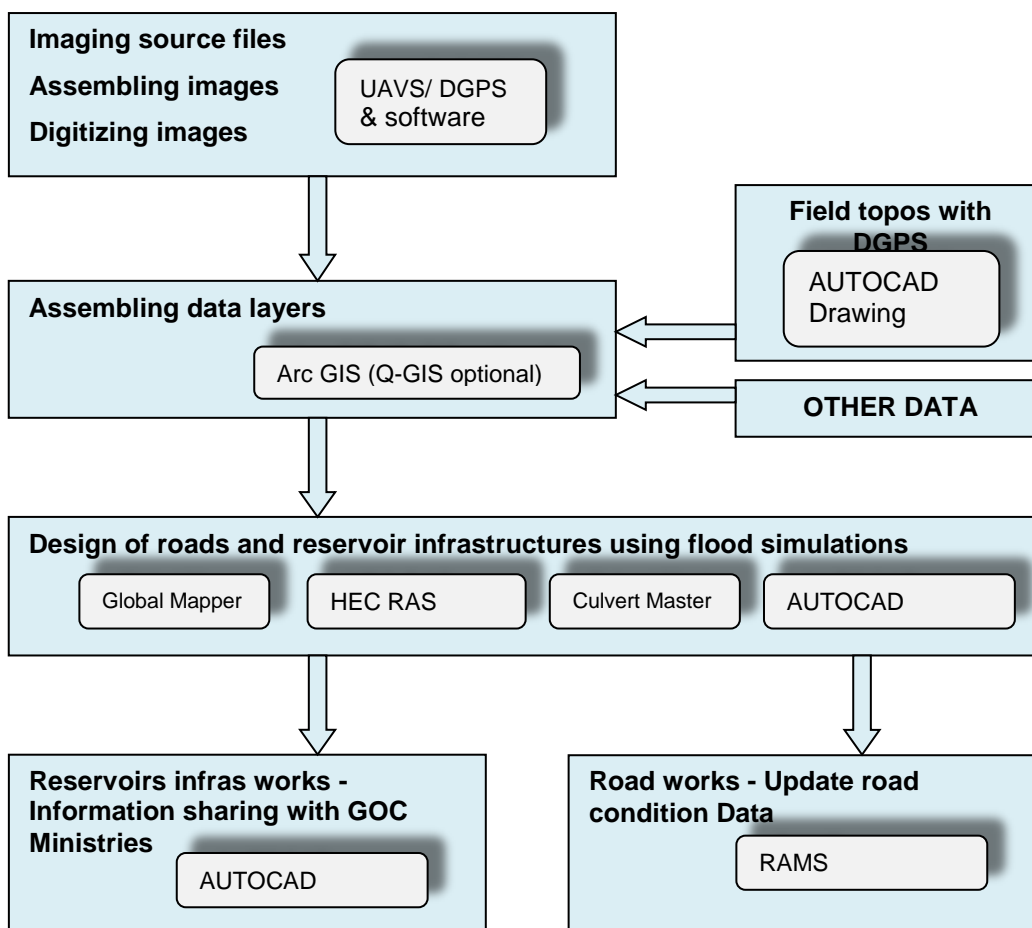 Imaging source files
Assembling images
Digitizing images
UAVS/ DGPS
& software
Field topos with
DGPS
AUTOCAD
Drawing
Assembling data layers
Arc GIS (Q-GIS optional)
OTHER DATA
Design of roads and reservoir infrastructures using flood simulations
Global Mapper
HEC RAS
Culvert Master
AUTOCAD
Reservoirs infras works -
Information sharing with GOC
Ministries
AUTOCAD
Road works - Update road
condition Data
RAMS